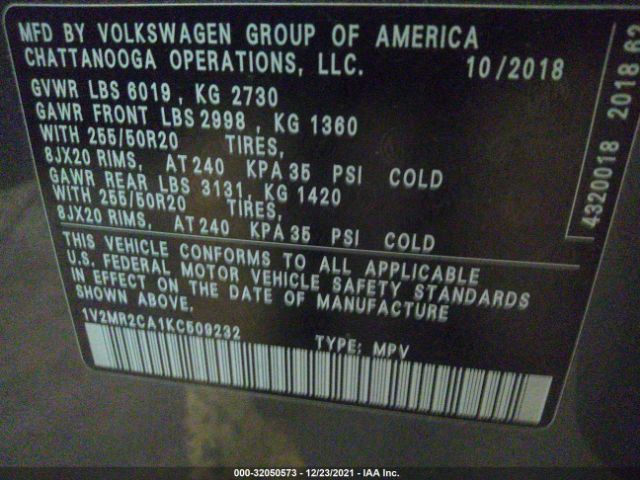 MFD BY VOLKSWAGEN GROUP OF AMERICA
CHATTANOOGA OPERATIONS, LLC. 10/2018
GVWR LBS 6019, KG 2730
GAWR FRONT LBS 2998, KG 1360
WITH 255/50R20 TIRES,
8JX20 RIMS, AT 240 KPA 35 PSI COLD
GAWR REAR LBS 3131, KG 1420
WITH 255/50R20 TIRES,
8JX20 RIMS, AT 240 KPA 35 PSI COLD
THIS VEHICLE CONFORMS TO ALL APPLICABLE
U.S. FEDERAL MOTOR VEHICLE SAFETY STANDARDS
IN EFFECT ON THE DATE OF MANUFACTURE
SHOWN ABOVE.
1V2MR2CA1KC509232 TYPE: MPV
4320018 2018
000-32050573 - 12/23/2021 - IAA Inc.